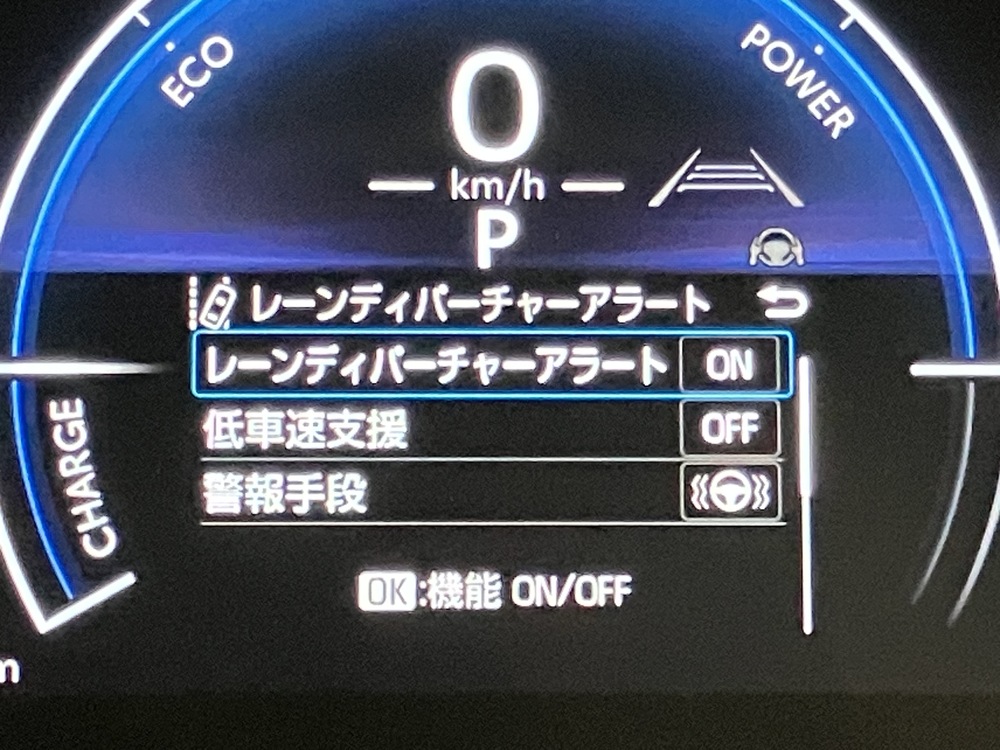 ECO
POWER
0
km/h
P
レーンディパーチャーアラート
レーンディパーチャーアラート ON
低車速支援 OFF
警報手段
CHARGE
OK:機能 ON/OFF
m